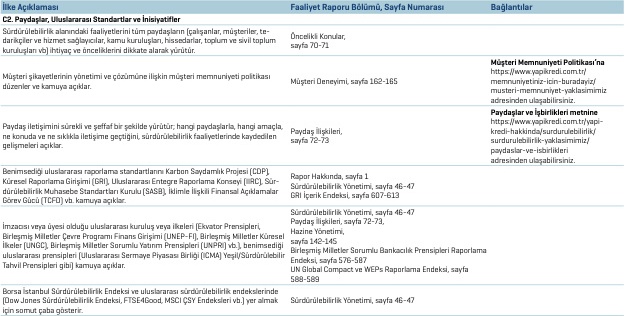 İlke Açıklaması
Faaliyet Raporu Bölümü, Sayfa Numarası
Bağlantılar
C2. Paydaşlar, Uluslararası Standartlar ve İnisiyatifler
Sürdürülebilirlik alanındaki faaliyetlerini tüm paydaşların (çalışanlar, müşteriler, te-
darikçiler ve hizmet sağlayıcılar, kamu kuruluşları, hissedarlar, toplum ve sivil toplum
kuruluşları vb) ihtiyaç ve önceliklerini dikkate alarak yürütür.
Öncelikli Konular,
sayfa 70-71
Müşteri şikayetlerinin yönetimi ve çözümüne ilişkin müşteri memnuniyeti politikası
düzenler ve kamuya açıklar.
Müşteri Deneyimi, sayfa 162-165
Müşteri Memnuniyeti Politikası'na
https://www.yapikredi.com.tr/
memnuniyetiniz-icin-buradayiz/
musteri-memnuniyet-yaklasimimiz
adresinden ulaşabilirsiniz.
Paydaş iletişimini sürekli ve şeffaf bir şekilde yürütür; hangi paydaşlarla, hangi amaçla,
ne konuda ve ne sıklıkla iletişime geçtiğini, sürdürülebilirlik faaliyetlerinde kaydedilen
gelişmeleri açıklar.
Paydaş İlişkileri,
sayfa 72-73
Paydaşlar ve İşbirlikleri metnine
https://www.yapikredi.com.tr/yapi-
kredi-hakkinda/surdurulebilirlik/
surdurulebilirlik-yaklasimimiz/
paydaslar-ve-isbirlikleri
adresinden ulaşabilirsiniz.
Benimsediği uluslararası raporlama standartlarını Karbon Saydamlık Projesi (CDP),
Küresel Raporlama Girişimi (GRI), Uluslararası Entegre Raporlama Konseyi (IIRC), Sür-
dürülebilirlik Muhasebe Standartları Kurulu (SASB), İklimle İlişkili Finansal Açıklamalar
Görev Gücü (TCFD) vb. kamuya açıklar.
Rapor Hakkında, sayfa 1
Sürdürülebilirlik Yönetimi, sayfa 46-47
GRI İçerik Endeksi, sayfa 607-613
İmzacısı veya üyesi olduğu uluslararası kuruluş veya ilkeleri (Ekvator Prensipleri,
Birleşmiş Milletler Çevre Programı Finans Girişimi (UNEP-FI), Birleşmiş Milletler Küresel
İlkeler (UNGC), Birleşmiş Milletler Sorumlu Yatırım Prensipleri (UNPRI) vb.), benimsediği
uluslararası prensipleri (Uluslararası Sermaye Piyasası Birliği (ICMA) Yeşil/Sürdürülebilir
Tahvil Prensipleri gibi) kamuya açıklar.
Sürdürülebilirlik Yönetimi, sayfa 46-47
Paydaş İlişkileri, sayfa 72-73,
Hazine Yönetimi,
sayfa 142-145
Birleşmiş Milletler Sorumlu Bankacılık Prensipleri Raporlama
Endeksi, sayfa 576-587
UN Global Compact ve WEPs Raporlama Endeksi, sayfa
588-589
Borsa İstanbul Sürdürülebilirlik Endeksi ve uluslararası sürdürülebilirlik endekslerinde
(Dow Jones Sürdürülebilirlik Endeksi, FTSE4Good, MSCI ÇSY Endeksleri vb.) yer almak
için somut çaba gösterir.
Sürdürülebilirlik Yönetimi, sayfa 46-47